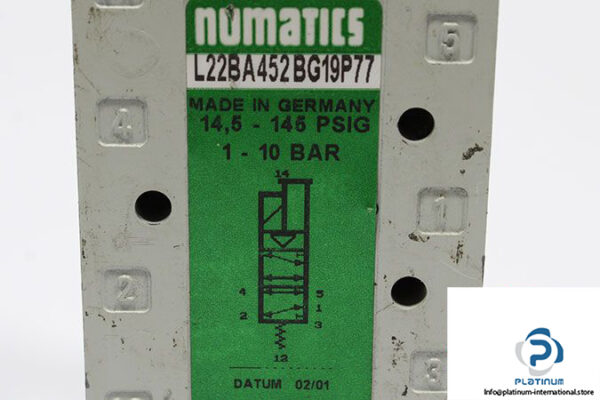 numatics
L22BA452BG19P77
MADE IN GERMANY
14,5 - 145 PSIG
1 - 10 BAR
14
4 5
1
2 3
12
DATUM 02/01
5
4
1
2
3
PLATINUM
Info@platinum-international.store